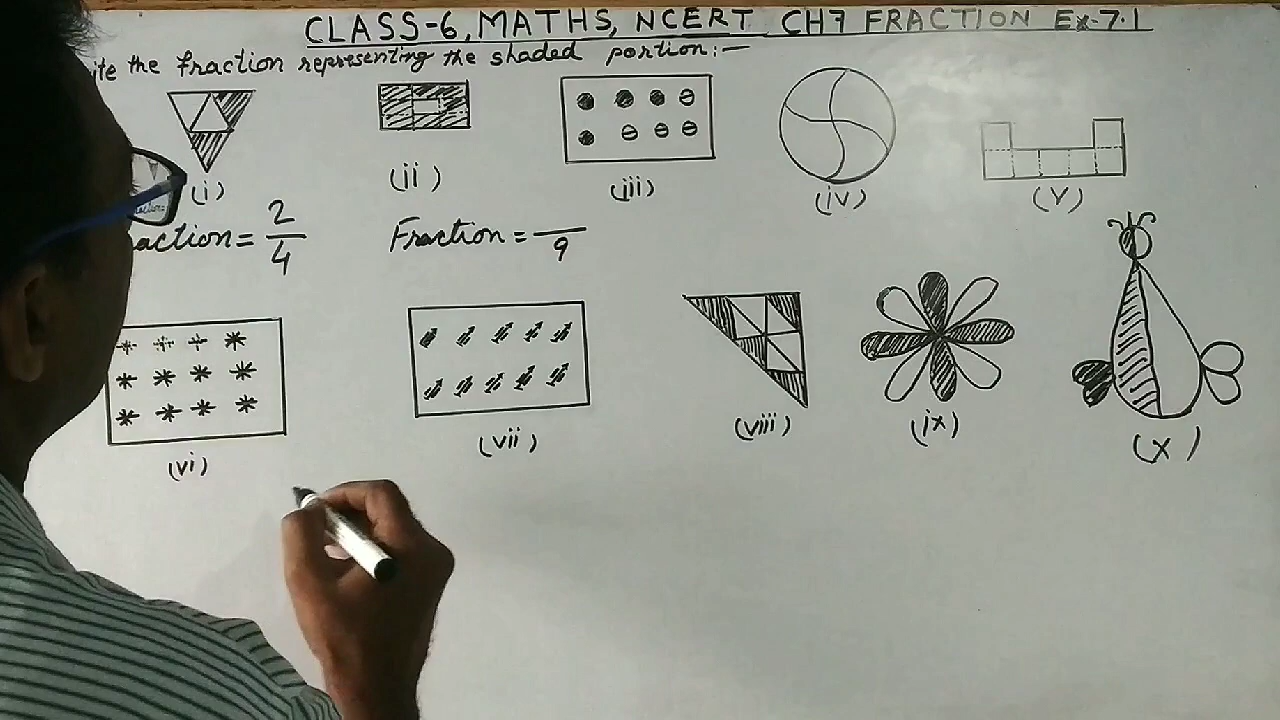 CLASS-6, MATHS, NCERT CH7 FRACTION Ex-7.1
ite the fraction representing the shaded portion:—
(i) (ii) (iii) (iv) (v)
action = 2/4 Fraction = /9
(vi) (vii) (viii) (ix) (x)